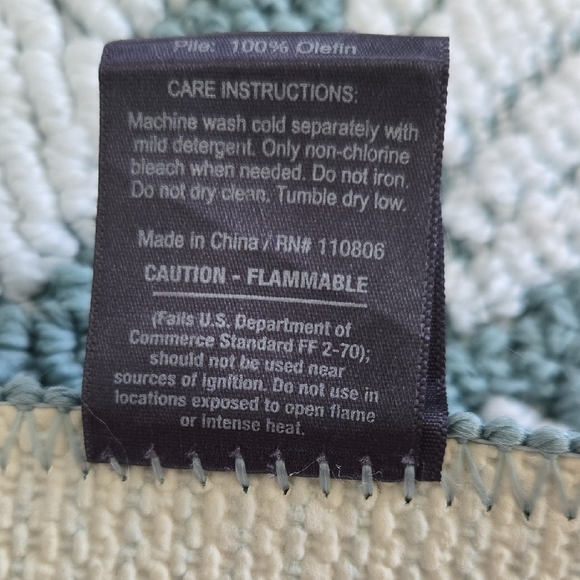 Pile: 100% Olefin
CARE INSTRUCTIONS:
Machine wash cold separately with
mild detergent. Only non-chlorine
bleach when needed. Do not iron.
Do not dry clean. Tumble dry low.
Made in China / RN# 110806
CAUTION - FLAMMABLE
(Fails U.S. Department of
Commerce Standard FF 2-70);
should not be used near
sources of ignition. Do not use in
locations exposed to open flame
or intense heat.